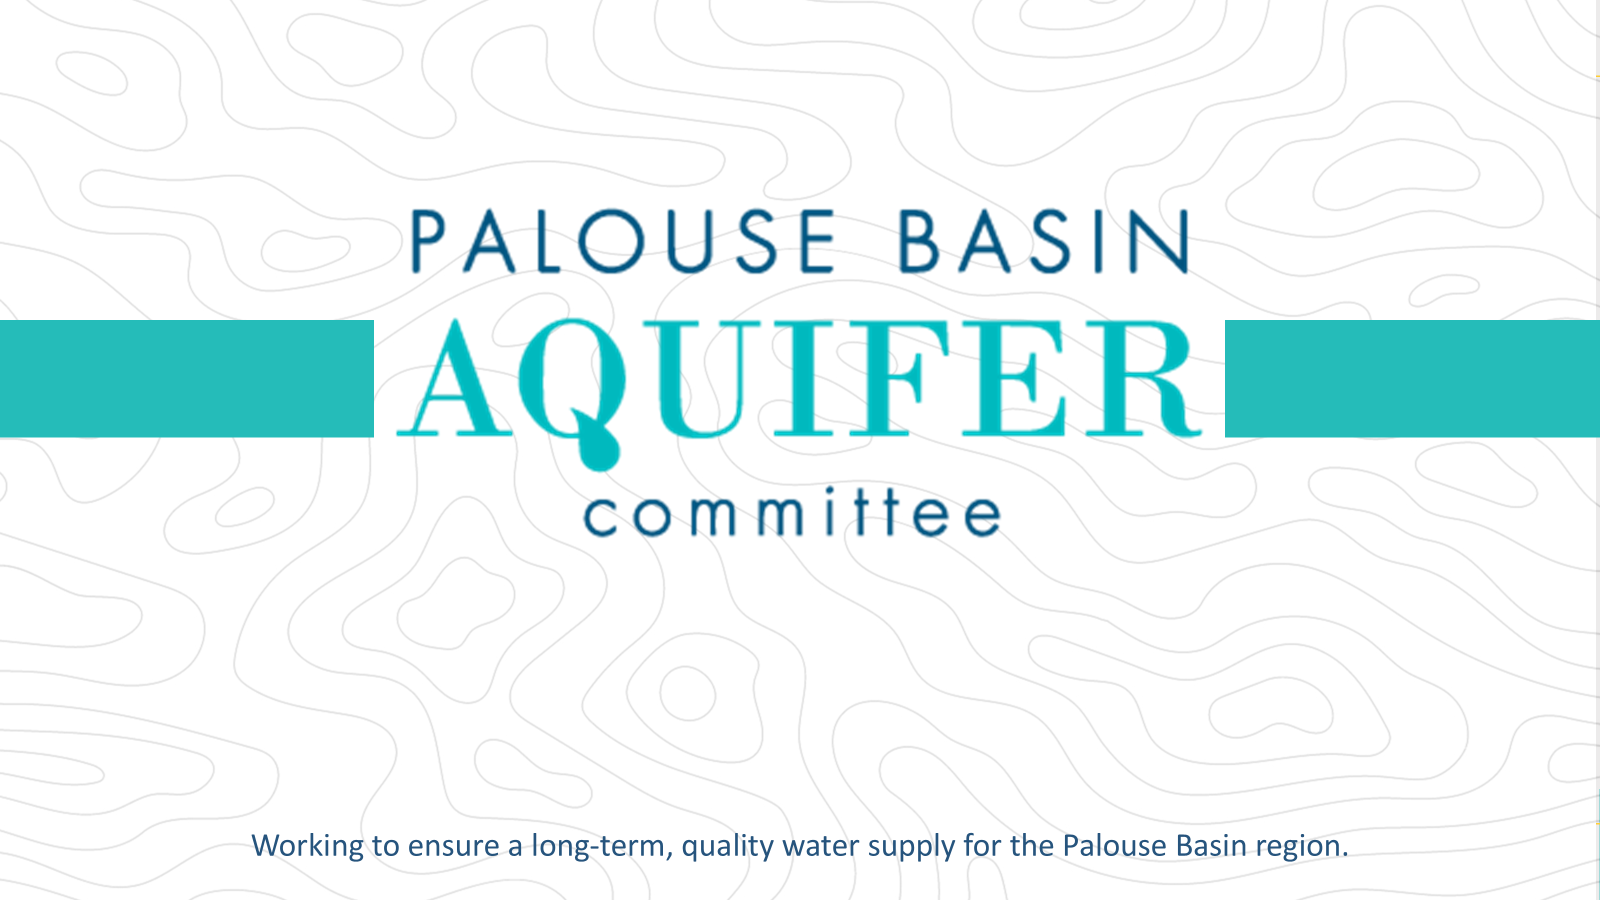 PALOUSE BASIN
AQUIFER
committee
Working to ensure a long-term, quality water supply for the Palouse Basin region.